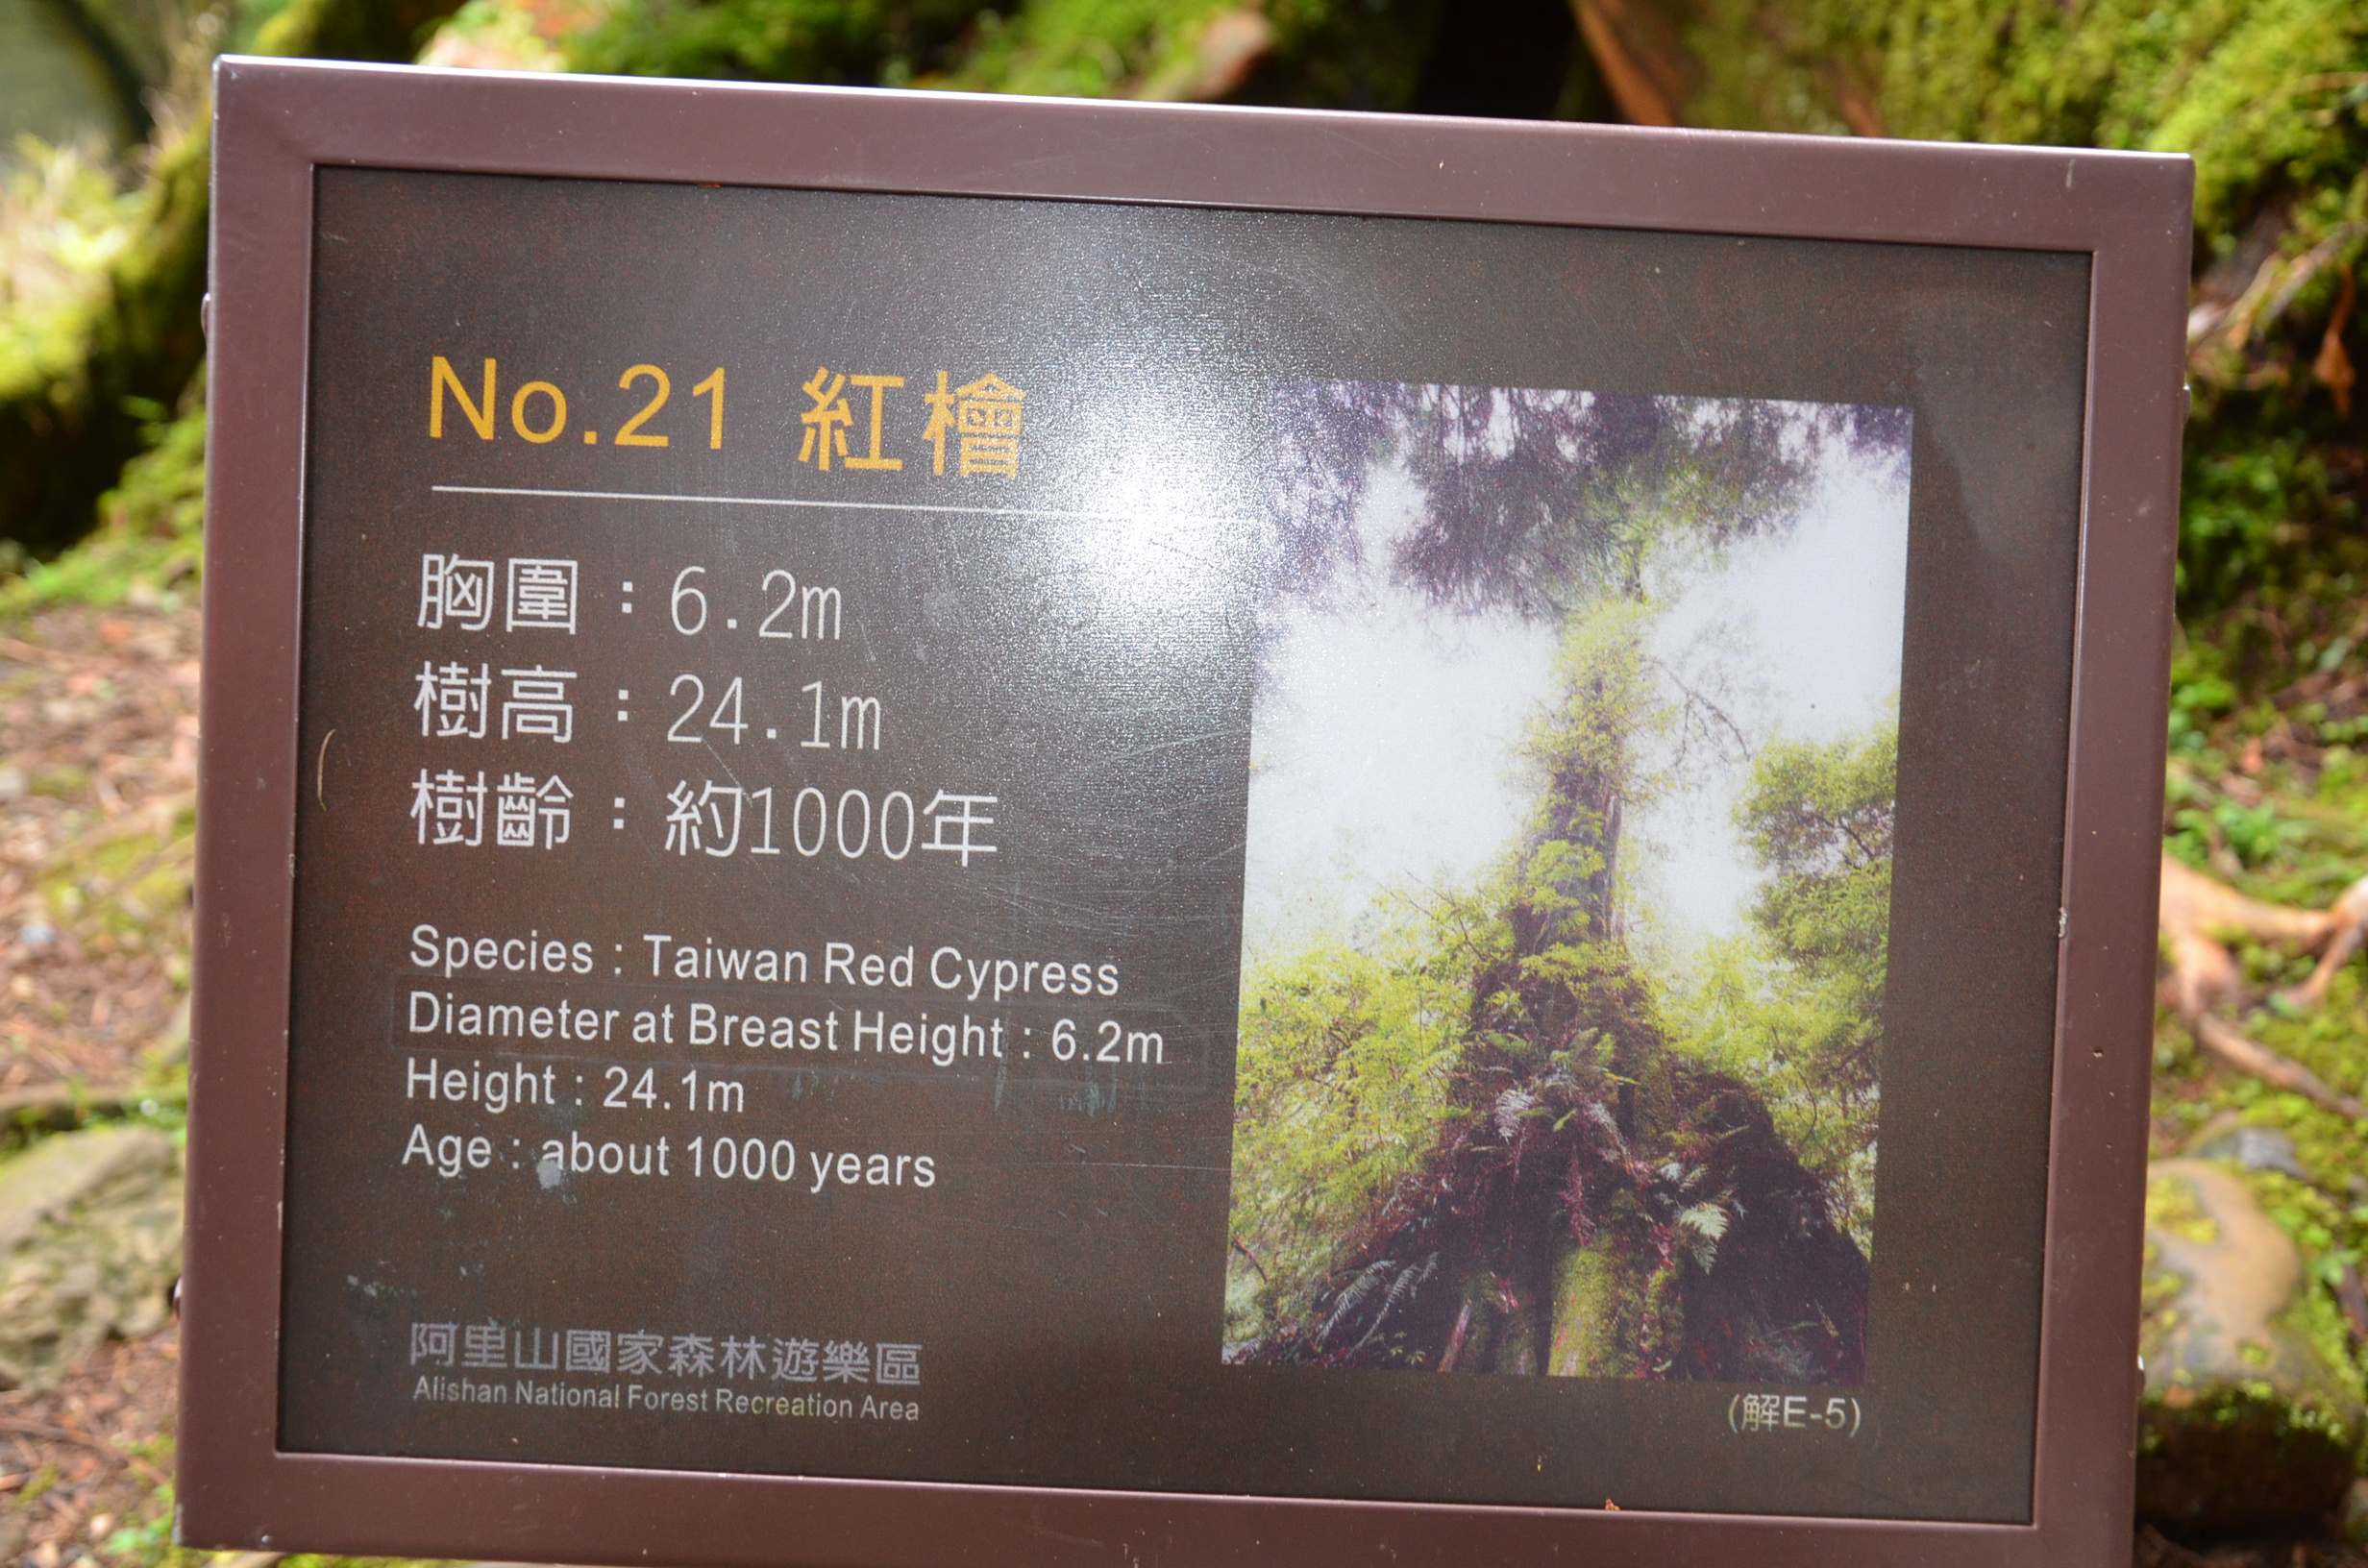 No.21 紅檜
胸圍：6.2m
樹高：24.1m
樹齡：約1000年
Species : Taiwan Red Cypress
Diameter at Breast Height : 6.2m
Height : 24.1m
Age : about 1000 years
阿里山國家森林遊樂區
Alishan National Forest Recreation Area
(解E-5)